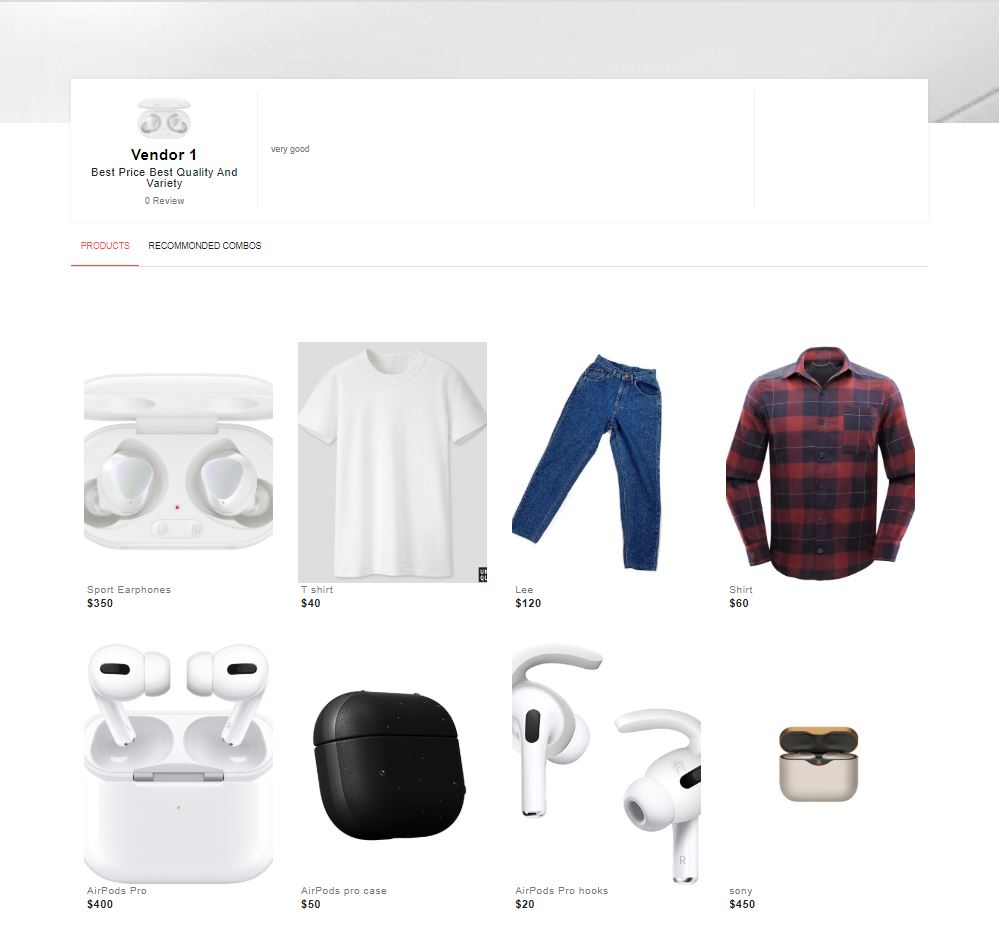 Vendor 1
Best Price Best Quality And
Variety
0 Review
very good
PRODUCTS
RECOMMONDED COMBOS
L R
Sport Earphones
$350
T shirt
$40
Lee
$120
Shirt
$60
R
AirPods Pro
$400
AirPods pro case
$50
AirPods Pro hooks
$20
sony
$450